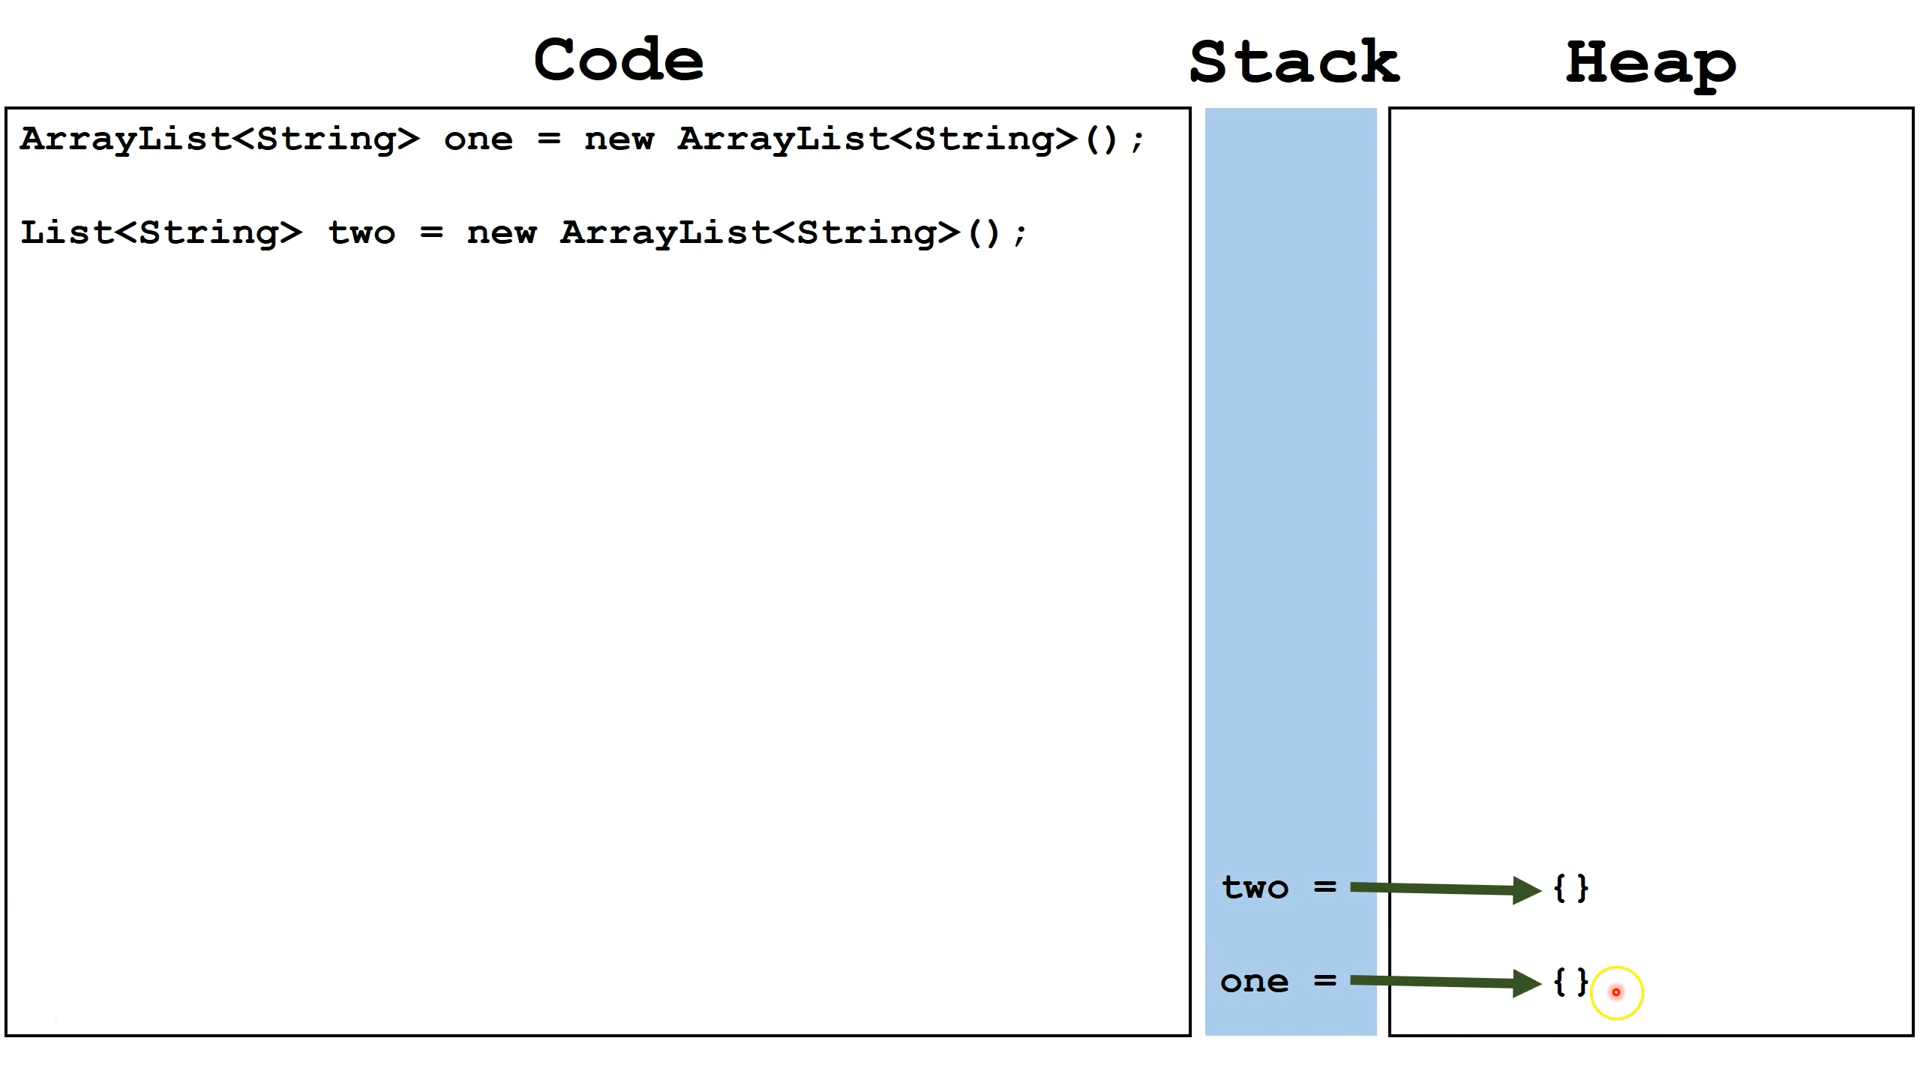 Code
Stack
Heap
ArrayList<String> one = new ArrayList<String>();
List<String> two = new ArrayList<String>();
two =
{}
one =
{}